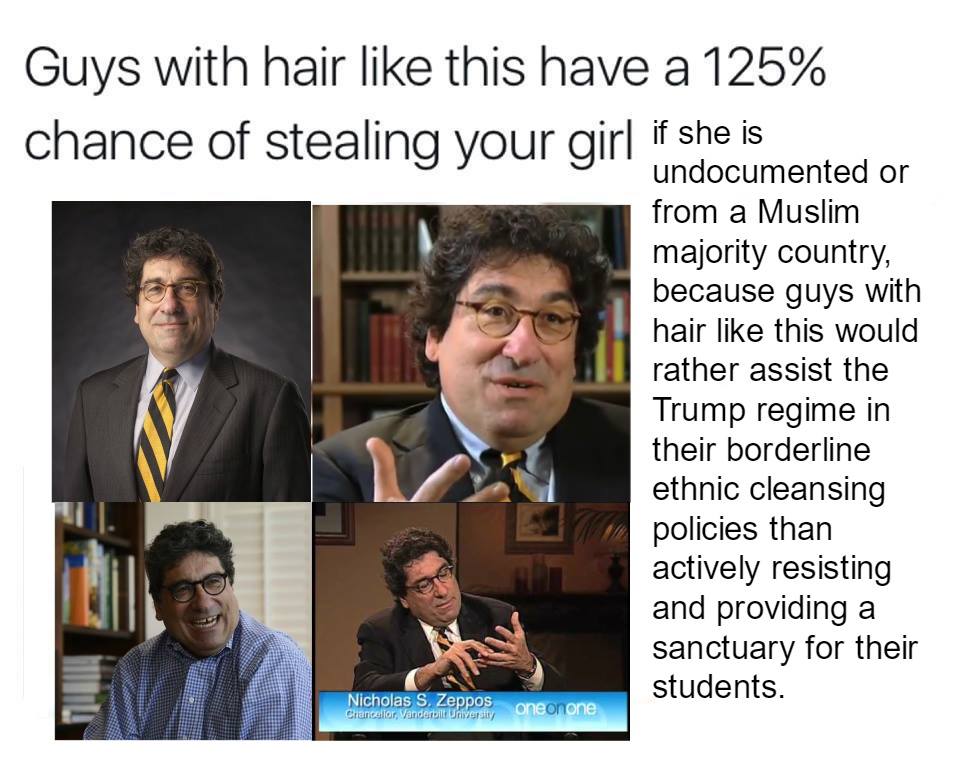 Guys with hair like this have a 125%
chance of stealing your girl
if she is
undocumented or
from a Muslim
majority country,
because guys with
hair like this would
rather assist the
Trump regime in
their borderline
ethnic cleansing
policies than
actively resisting
and providing a
sanctuary for their
students.
Nicholas S. Zeppos
Chancellor, Vanderbilt University
oneonone